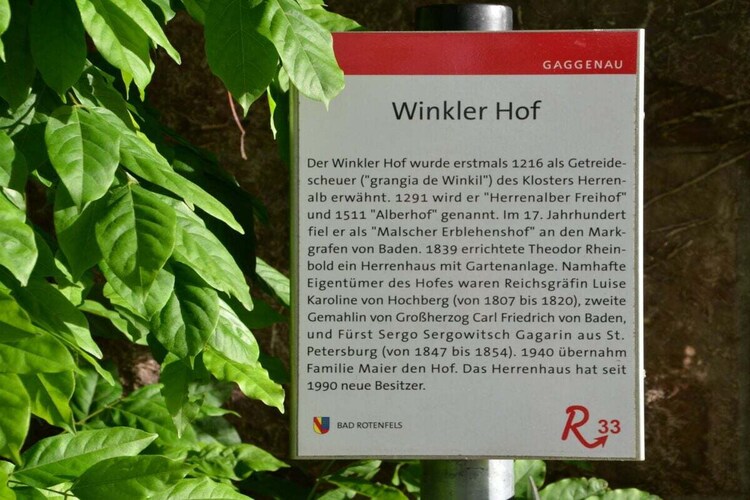 GAGGENAU
Winkler Hof
Der Winkler Hof wurde erstmals 1216 als Getreide-
scheuer ("grangia de Winkil") des Klosters Herren-
alb erwähnt. 1291 wird er "Herrenalber Freihof"
und 1511 "Alberhof" genannt. Im 17. Jahrhundert
fiel er als "Malscher Erblehenshof" an den Mark-
grafen von Baden. 1839 errichtete Theodor Rhein-
bold ein Herrenhaus mit Gartenanlage. Namhafte
Eigentümer des Hofes waren Reichsgräfin Luise
Karoline von Hochberg (von 1807 bis 1820), zweite
Gemahlin von Großherzog Carl Friedrich von Baden,
und Fürst Sergo Sergowitsch Gagarin aus St.
Petersburg (von 1847 bis 1854). 1940 übernahm
Familie Maier den Hof. Das Herrenhaus hat seit
1990 neue Besitzer.
BAD ROTENFELS
R 33